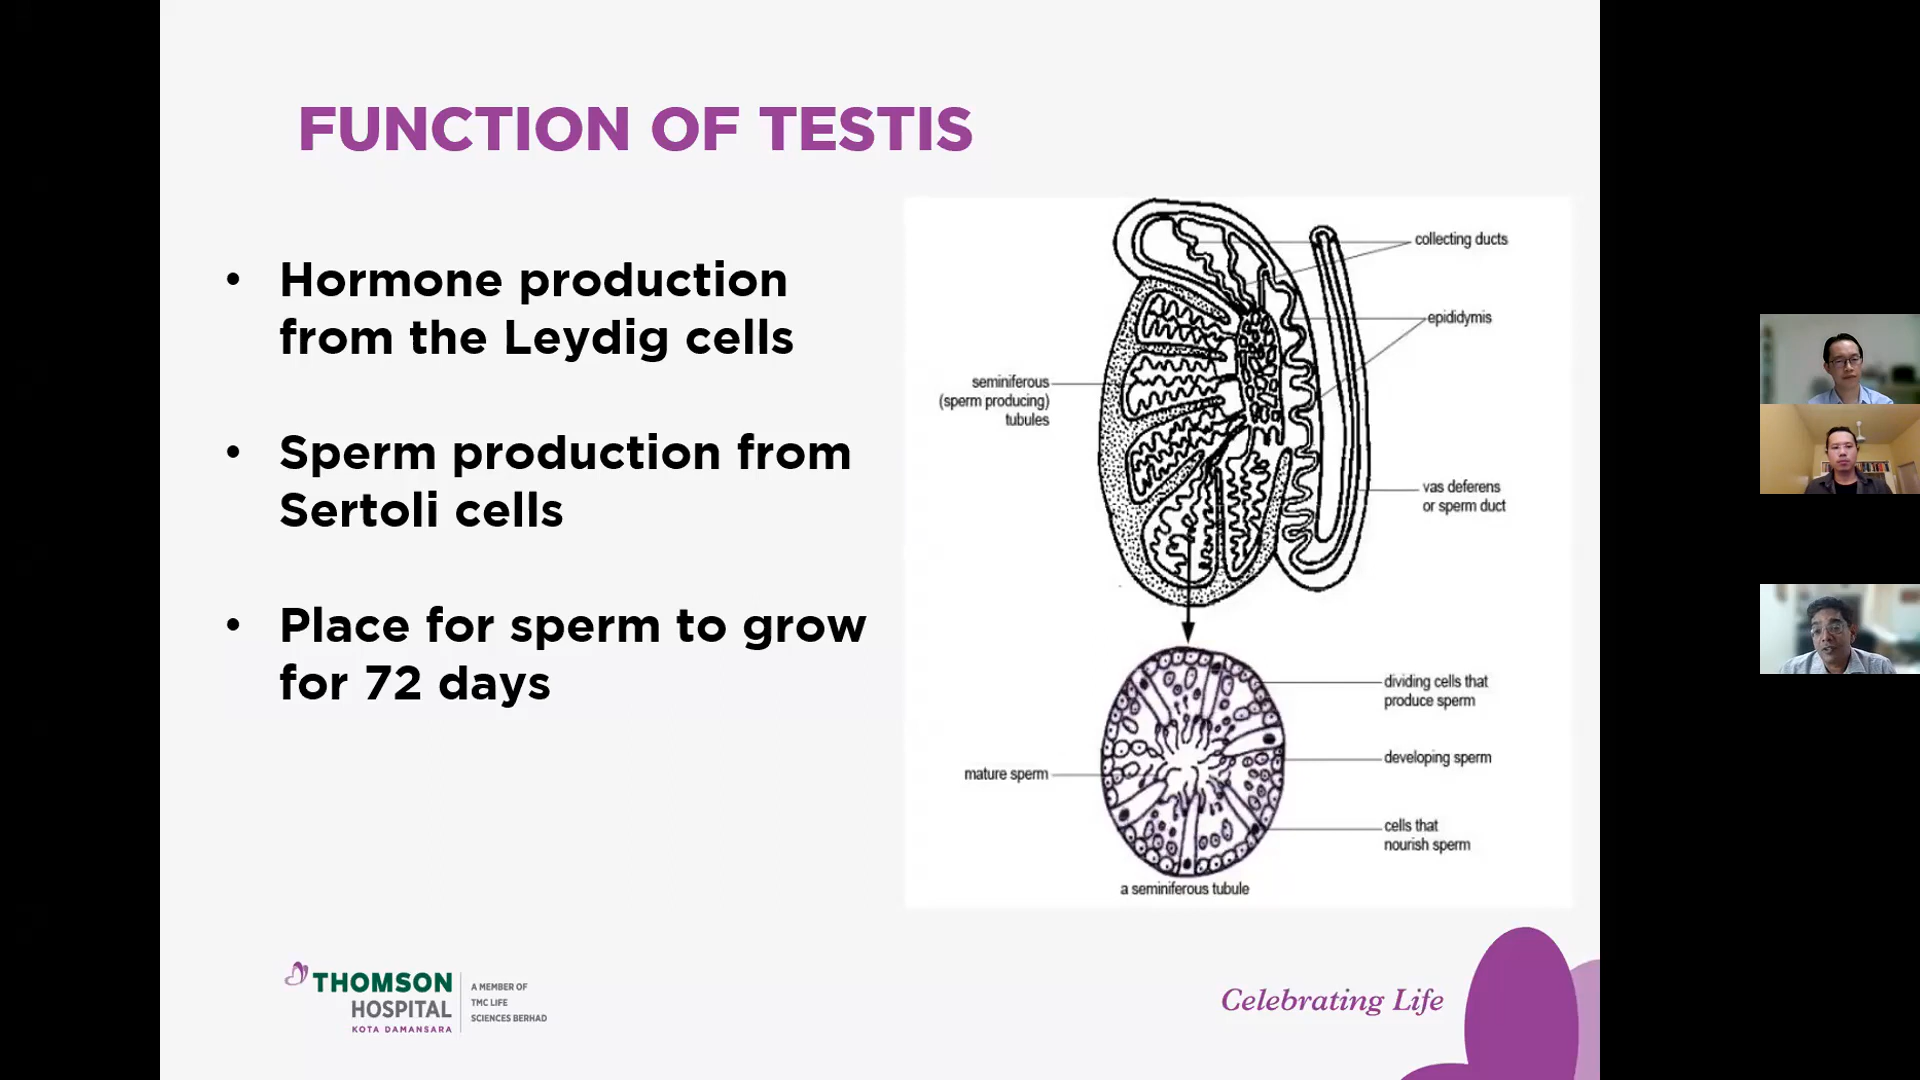 FUNCTION OF TESTIS
• Hormone production
from the Leydig cells
• Sperm production from
Sertoli cells
• Place for sperm to grow
for 72 days
collecting ducts
epididymis
seminiferous
(sperm producing)
tubules
vas deferens
or sperm duct
dividing cells that
produce sperm
developing sperm
mature sperm
cells that
nourish sperm
a seminiferous tubule
THOMSON
HOSPITAL
KOTA DAMANSARA
A MEMBER OF
TMC LIFE
SCIENCES BERHAD
Celebrating Life